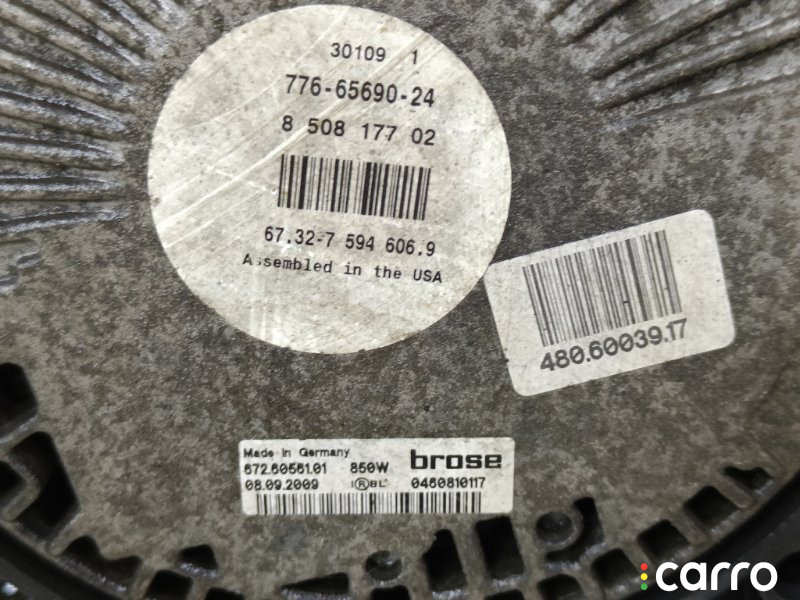 30109 1
776-65690-24
8 508 177 02
67.32-7 594 606.9
Assembled in the USA
480.60039.17
Made in Germany
672.60561.01 850W brose
08.09.2009 0460810117
carro